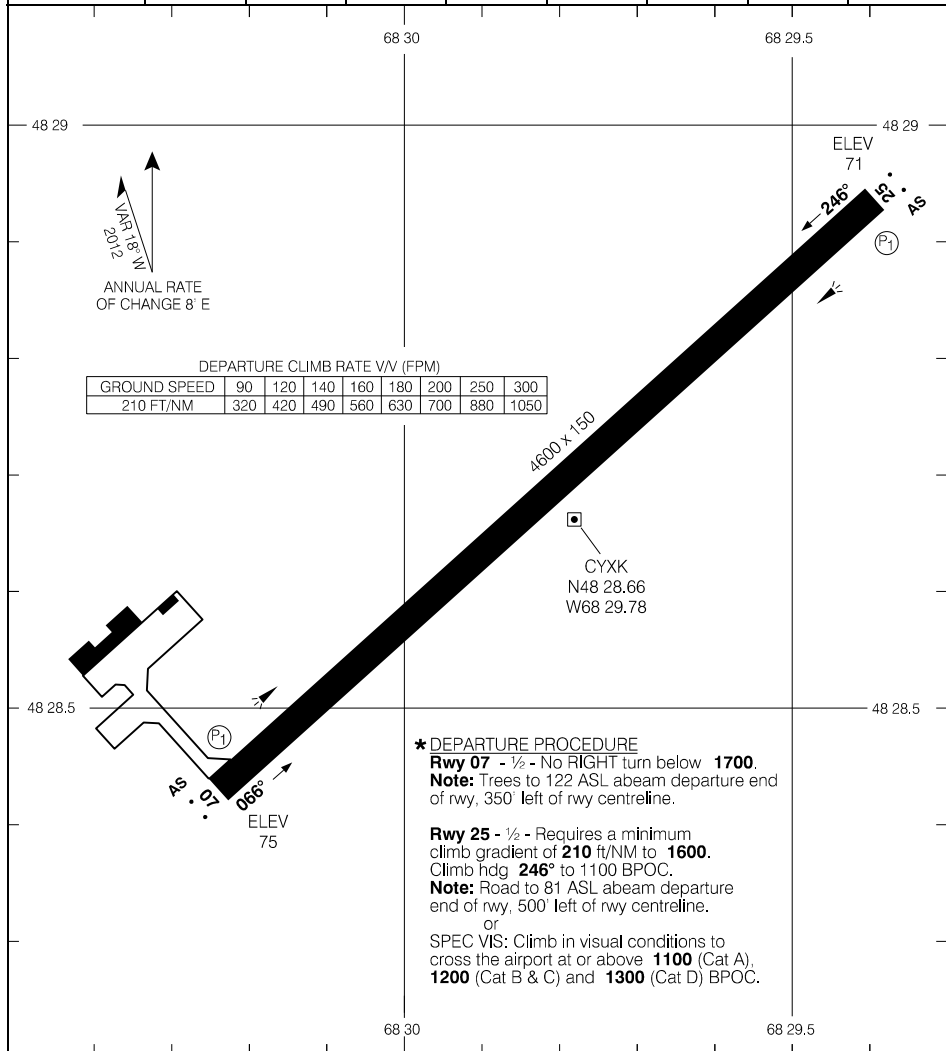 68 30
68 29.5
48 29
48 29
ELEV
71
25
AS
246°
P1
VAR 18° W
2012
ANNUAL RATE
OF CHANGE 8' E
DEPARTURE CLIMB RATE V/V (FPM)
GROUND SPEED 90 120 140 160 180 200 250 300
210 FT/NM 320 420 490 560 630 700 880 1050
4600 x 150
CYXK
N48 28.66
W68 29.78
48 28.5
48 28.5
P1
AS
07
066°
ELEV
75
* DEPARTURE PROCEDURE
Rwy 07 - ½ - No RIGHT turn below 1700.
Note: Trees to 122 ASL abeam departure end
of rwy, 350' left of rwy centreline.
Rwy 25 - ½ - Requires a minimum
climb gradient of 210 ft/NM to 1600.
Climb hdg 246° to 1100 BPOC.
Note: Road to 81 ASL abeam departure
end of rwy, 500' left of rwy centreline.
or
SPEC VIS: Climb in visual conditions to
cross the airport at or above 1100 (Cat A),
1200 (Cat B & C) and 1300 (Cat D) BPOC.
68 30
68 29.5